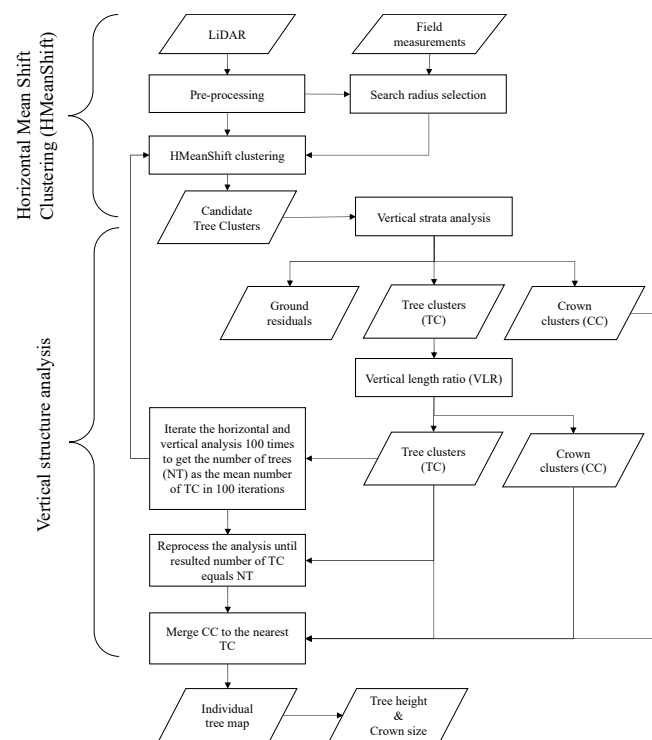 Horizontal Mean Shift
Clustering (HMeanShift)
LiDAR
Field
measurements
Pre-processing
Search radius selection
HMeanShift clustering
Candidate
Tree Clusters
Vertical strata analysis
Vertical structure analysis
Ground
residuals
Tree clusters
(TC)
Crown
clusters (CC)
Vertical length ratio (VLR)
Iterate the horizontal and
vertical analysis 100 times
to get the number of trees
(NT) as the mean number
of TC in 100 iterations
Tree clusters
(TC)
Crown
clusters (CC)
Reprocess the analysis until
resulted number of TC
equals NT
Merge CC to the nearest
TC
Individual
tree map
Tree height
&
Crown size